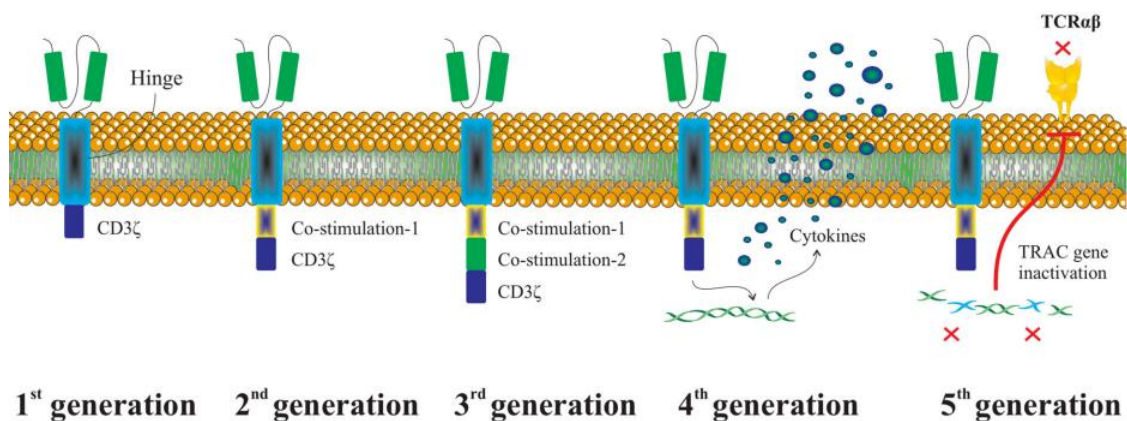 TCRαβ
Hinge
CD3ζ
Co-stimulation-1
CD3ζ
Co-stimulation-1
Co-stimulation-2
CD3ζ
Cytokines
TRAC gene
inactivation
1st generation
2nd generation
3rd generation
4th generation
5th generation